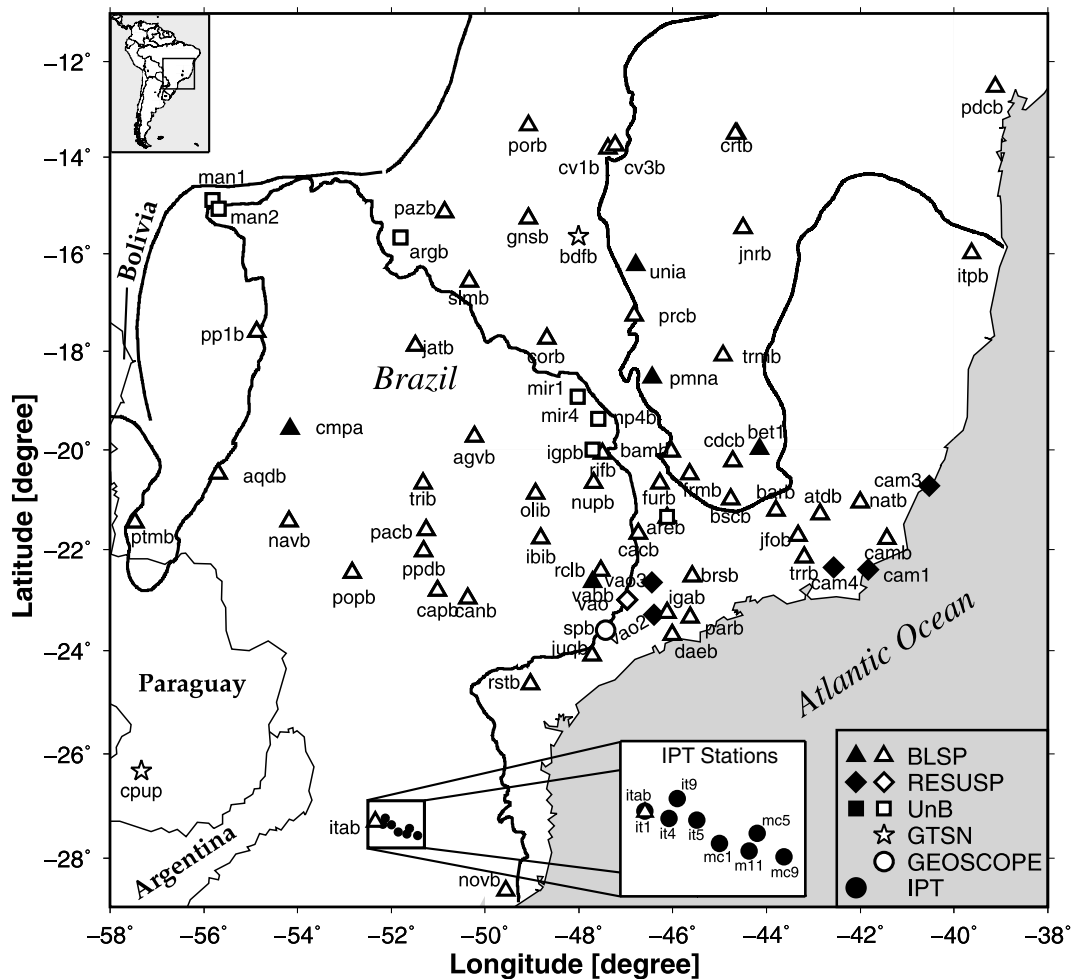 −12°
−14°
−16°
−18°
−20°
−22°
−24°
−26°
−28°
Latitude [degree]
pdcb
porb
crtb
cv1b
cv3b
man1
man2
pazb
gnsb
bdfb
argb
jnrb
itpb
unia
Bolivia
slmb
prcb
pp1b
jatb
corb
trmb
Brazil
mir1
mir4
pmna
np4b
cmpa
agvb
igpb
rifb
bamb
cdcb
bet1
aqdb
trib
olib
nupb
furb
frmb
bscb
barb
atdb
natb
cam3
ptmb
navb
pacb
ibib
areb
cacb
jfob
camb
ppdb
rclb
vao3
brsb
trrb
cam4
cam1
popb
capb
canb
vabb
vao
igab
parb
spb
vao2
daeb
juqb
rstb
Paraguay
Atlantic Ocean
cpup
Argentina
itab
novb
IPT Stations
itab
it9
it1
it4
it5
mc5
mc1
m11
mc9
BLSP
RESUSP
UnB
GTSN
GEOSCOPE
IPT
−58
−56
−54
−52
−50
−48
−46
−44
−42
−40
−38
Longitude [degree]